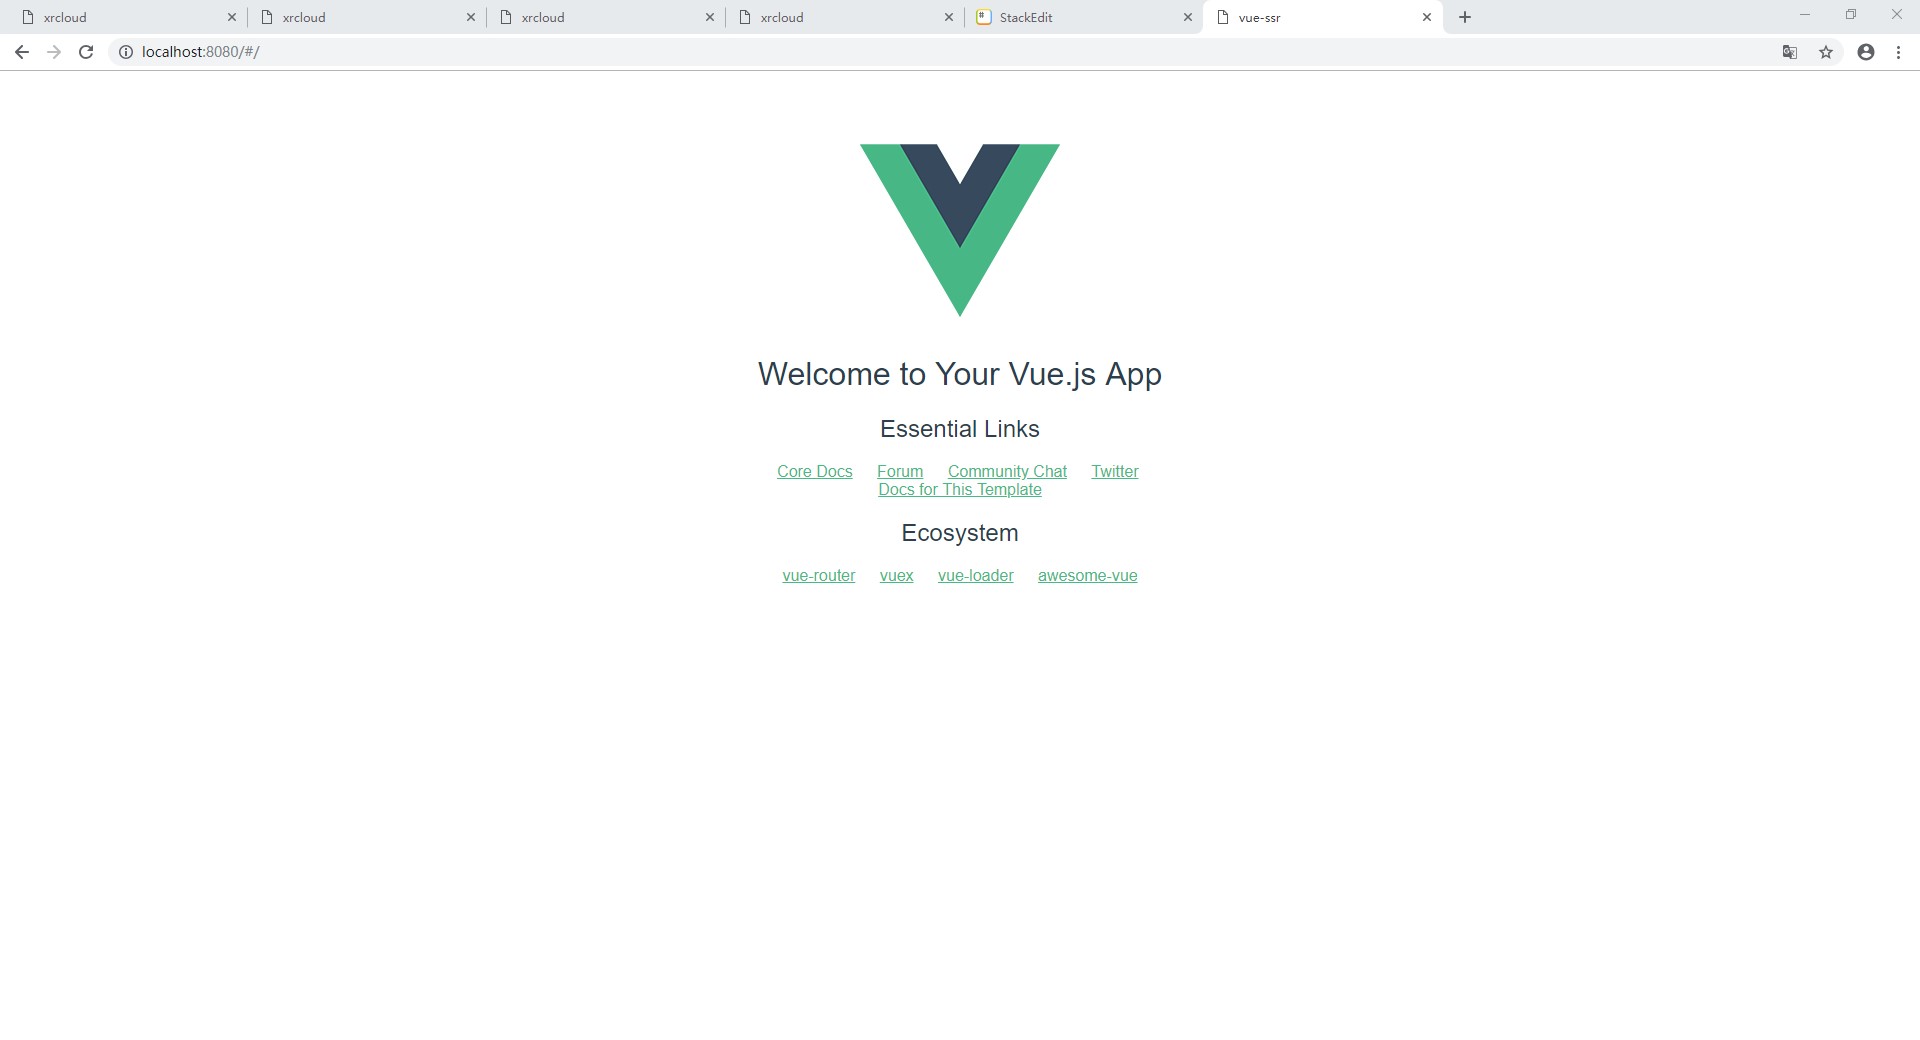 xrcloud xrcloud xrcloud xrcloud StackEdit vue-ssr
localhost:8080/#/
Welcome to Your Vue.js App
Essential Links
Core Docs Forum Community Chat Twitter
Docs for This Template
Ecosystem
vue-router vuex vue-loader awesome-vue